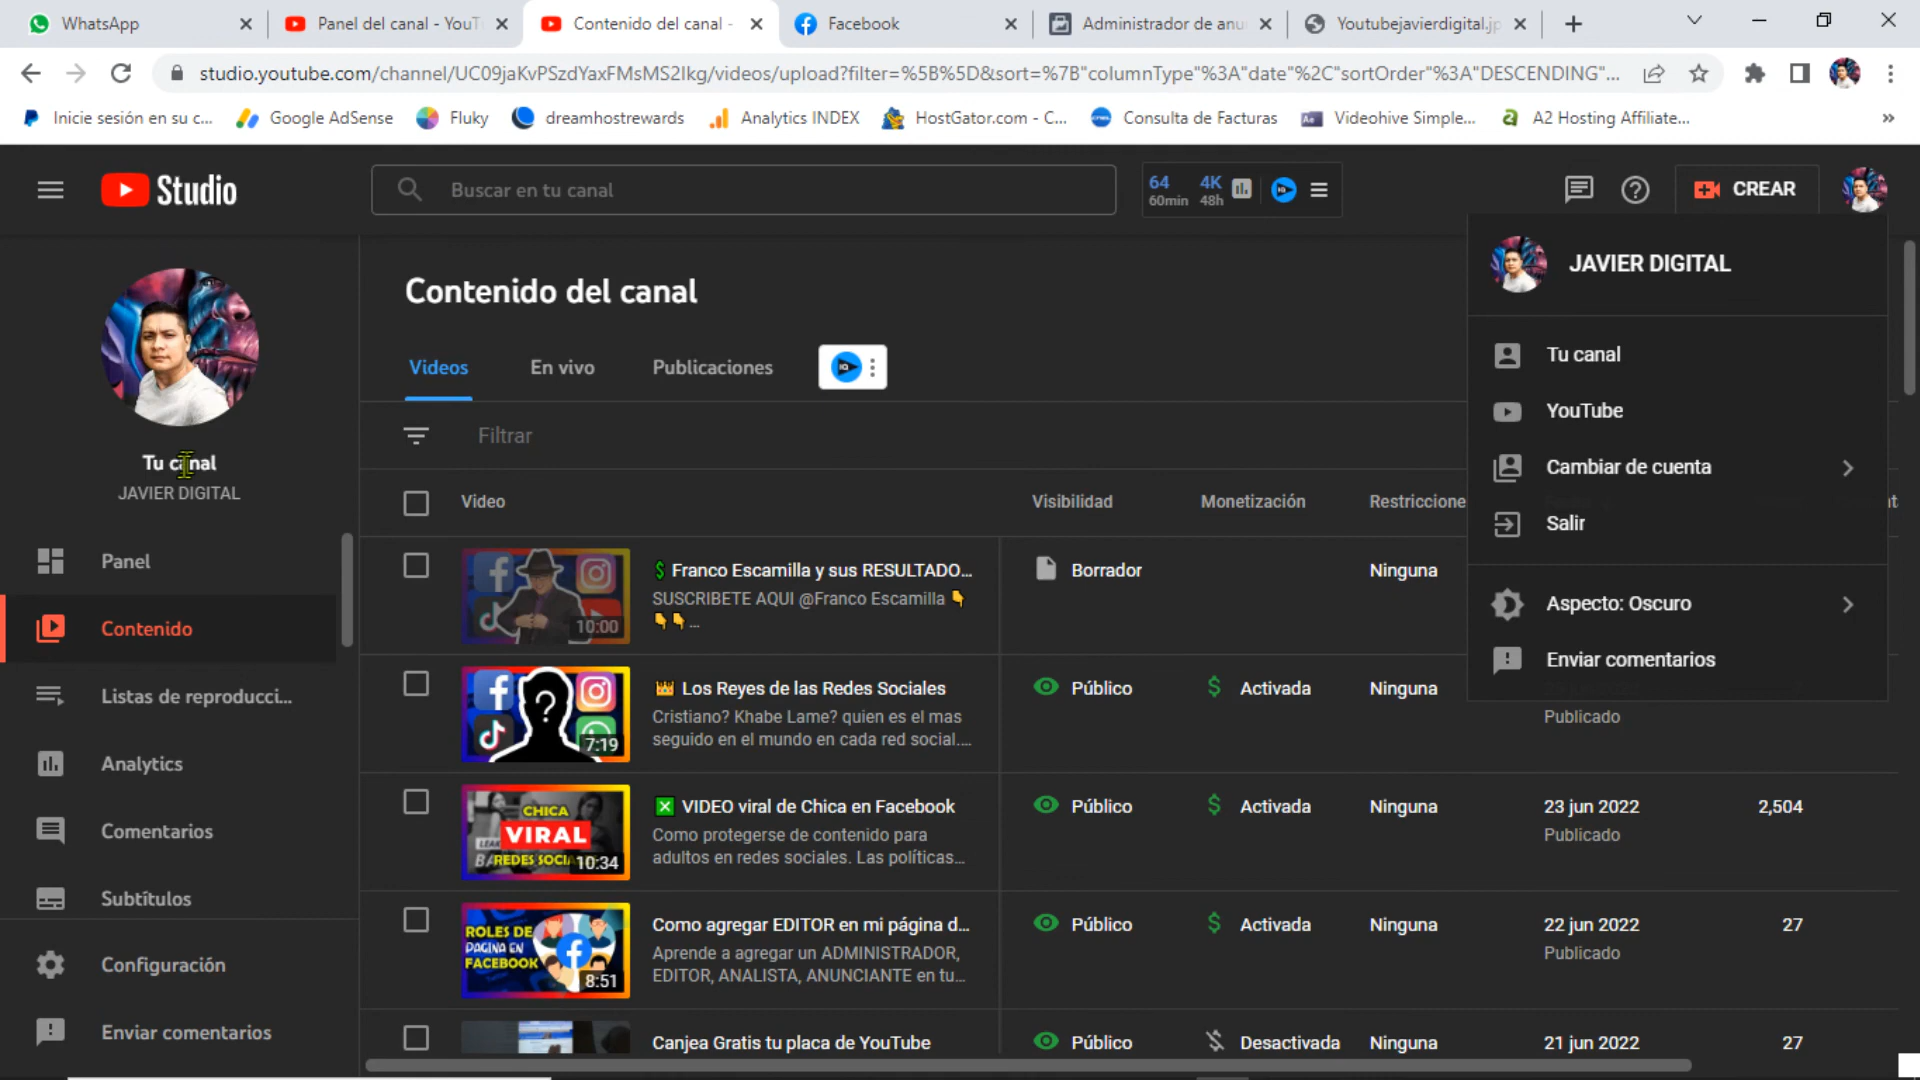 WhatsApp
Panel del canal - YouT
Contenido del canal -
Facebook
Administrador de anu
Youtubejavierdigital.jp
studio.youtube.com/channel/UC09jaKvPSzdYaxFMsMS2Ikg/videos/upload?filter=%5B%5D&sort=%7B"columnType"%3A"date"%2C"sortOrder"%3A"DESCENDING"...
Inicie sesión en su c...
Google AdSense
Fluky
dreamhostrewards
Analytics INDEX
HostGator.com - C...
Consulta de Facturas
Videohive Simple...
A2 Hosting Affiliate...
Studio
Buscar en tu canal
64
60min
4K
48h
CREAR
JAVIER DIGITAL
Tu canal
YouTube
Cambiar de cuenta
Salir
Aspecto: Oscuro
Enviar comentarios
Tu canal
JAVIER DIGITAL
Panel
Contenido
Listas de reproducci...
Analytics
Comentarios
Subtítulos
Configuración
Enviar comentarios
Contenido del canal
Videos
En vivo
Publicaciones
Filtrar
Video
Visibilidad
Monetización
Restriccione
10:00
Franco Escamilla y sus RESULTADO...
SUSCRIBETE AQUI @Franco Escamilla 👇
👇👇 ...
Borrador
Ninguna
7:19
👑 Los Reyes de las Redes Sociales
Cristiano? Khabe Lame? quien es el mas
seguido en el mundo en cada red social....
Público
Activada
Ninguna
Publicado
CHICA
VIRAL
REDES SOCI
10:34
VIDEO viral de Chica en Facebook
Como protegerse de contenido para
adultos en redes sociales. Las políticas...
Público
Activada
Ninguna
23 jun 2022
Publicado
2,504
ROLES DE
PAGINA EN
FACEBOOK
8:51
Como agregar EDITOR en mi página d...
Aprende a agregar un ADMINISTRADOR,
EDITOR, ANALISTA, ANUNCIANTE en tu...
Público
Activada
Ninguna
22 jun 2022
Publicado
27
Canjea Gratis tu placa de YouTube
Público
Desactivada
Ninguna
21 jun 2022
27